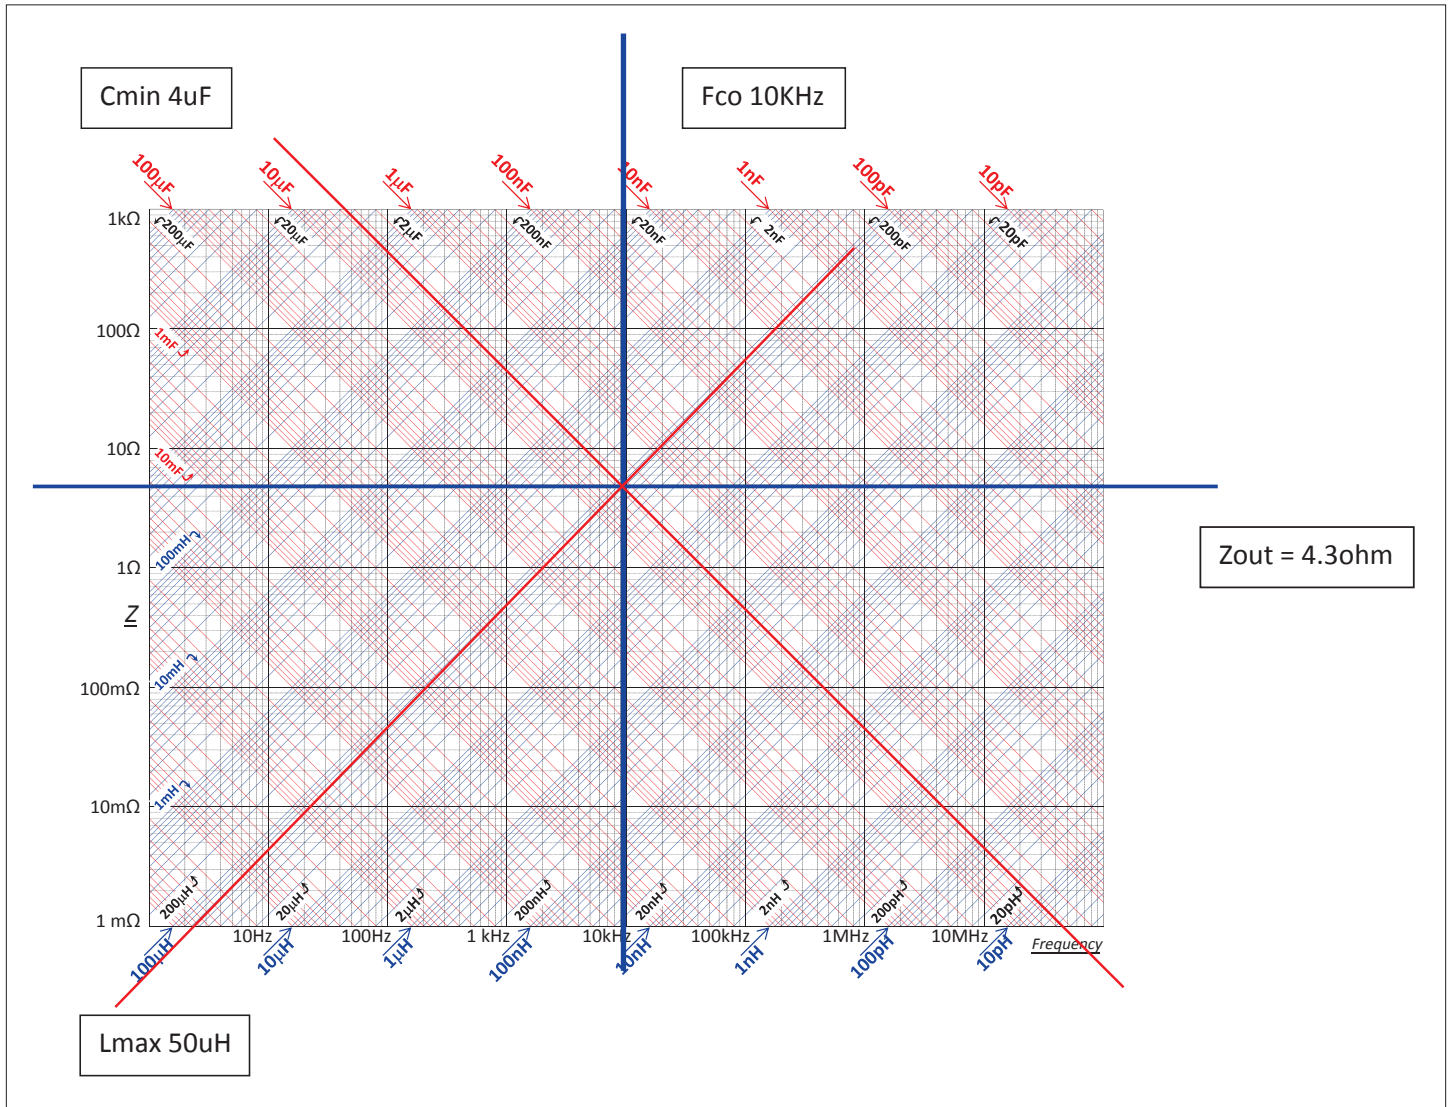 Cmin 4uF
Fco 10KHz
100µF
10µF
1µF
100nF
10nF
1nF
100pF
10pF
1kΩ
200µF
20µF
2µF
200nF
20nF
2nF
200pF
20pF
100Ω
1mF
10Ω
10mF
100mH
1Ω
Zout = 4.3ohm
Z
10mH
100mΩ
1mH
10mΩ
200µH
20µH
2µH
200nH
20nH
2nH
200pH
20pH
1 mΩ
10Hz
100Hz
1 kHz
10kHz
100kHz
1MHz
10MHz
Frequency
100µH
10µH
1µH
100nH
10nH
1nH
100pH
10pH
Lmax 50uH